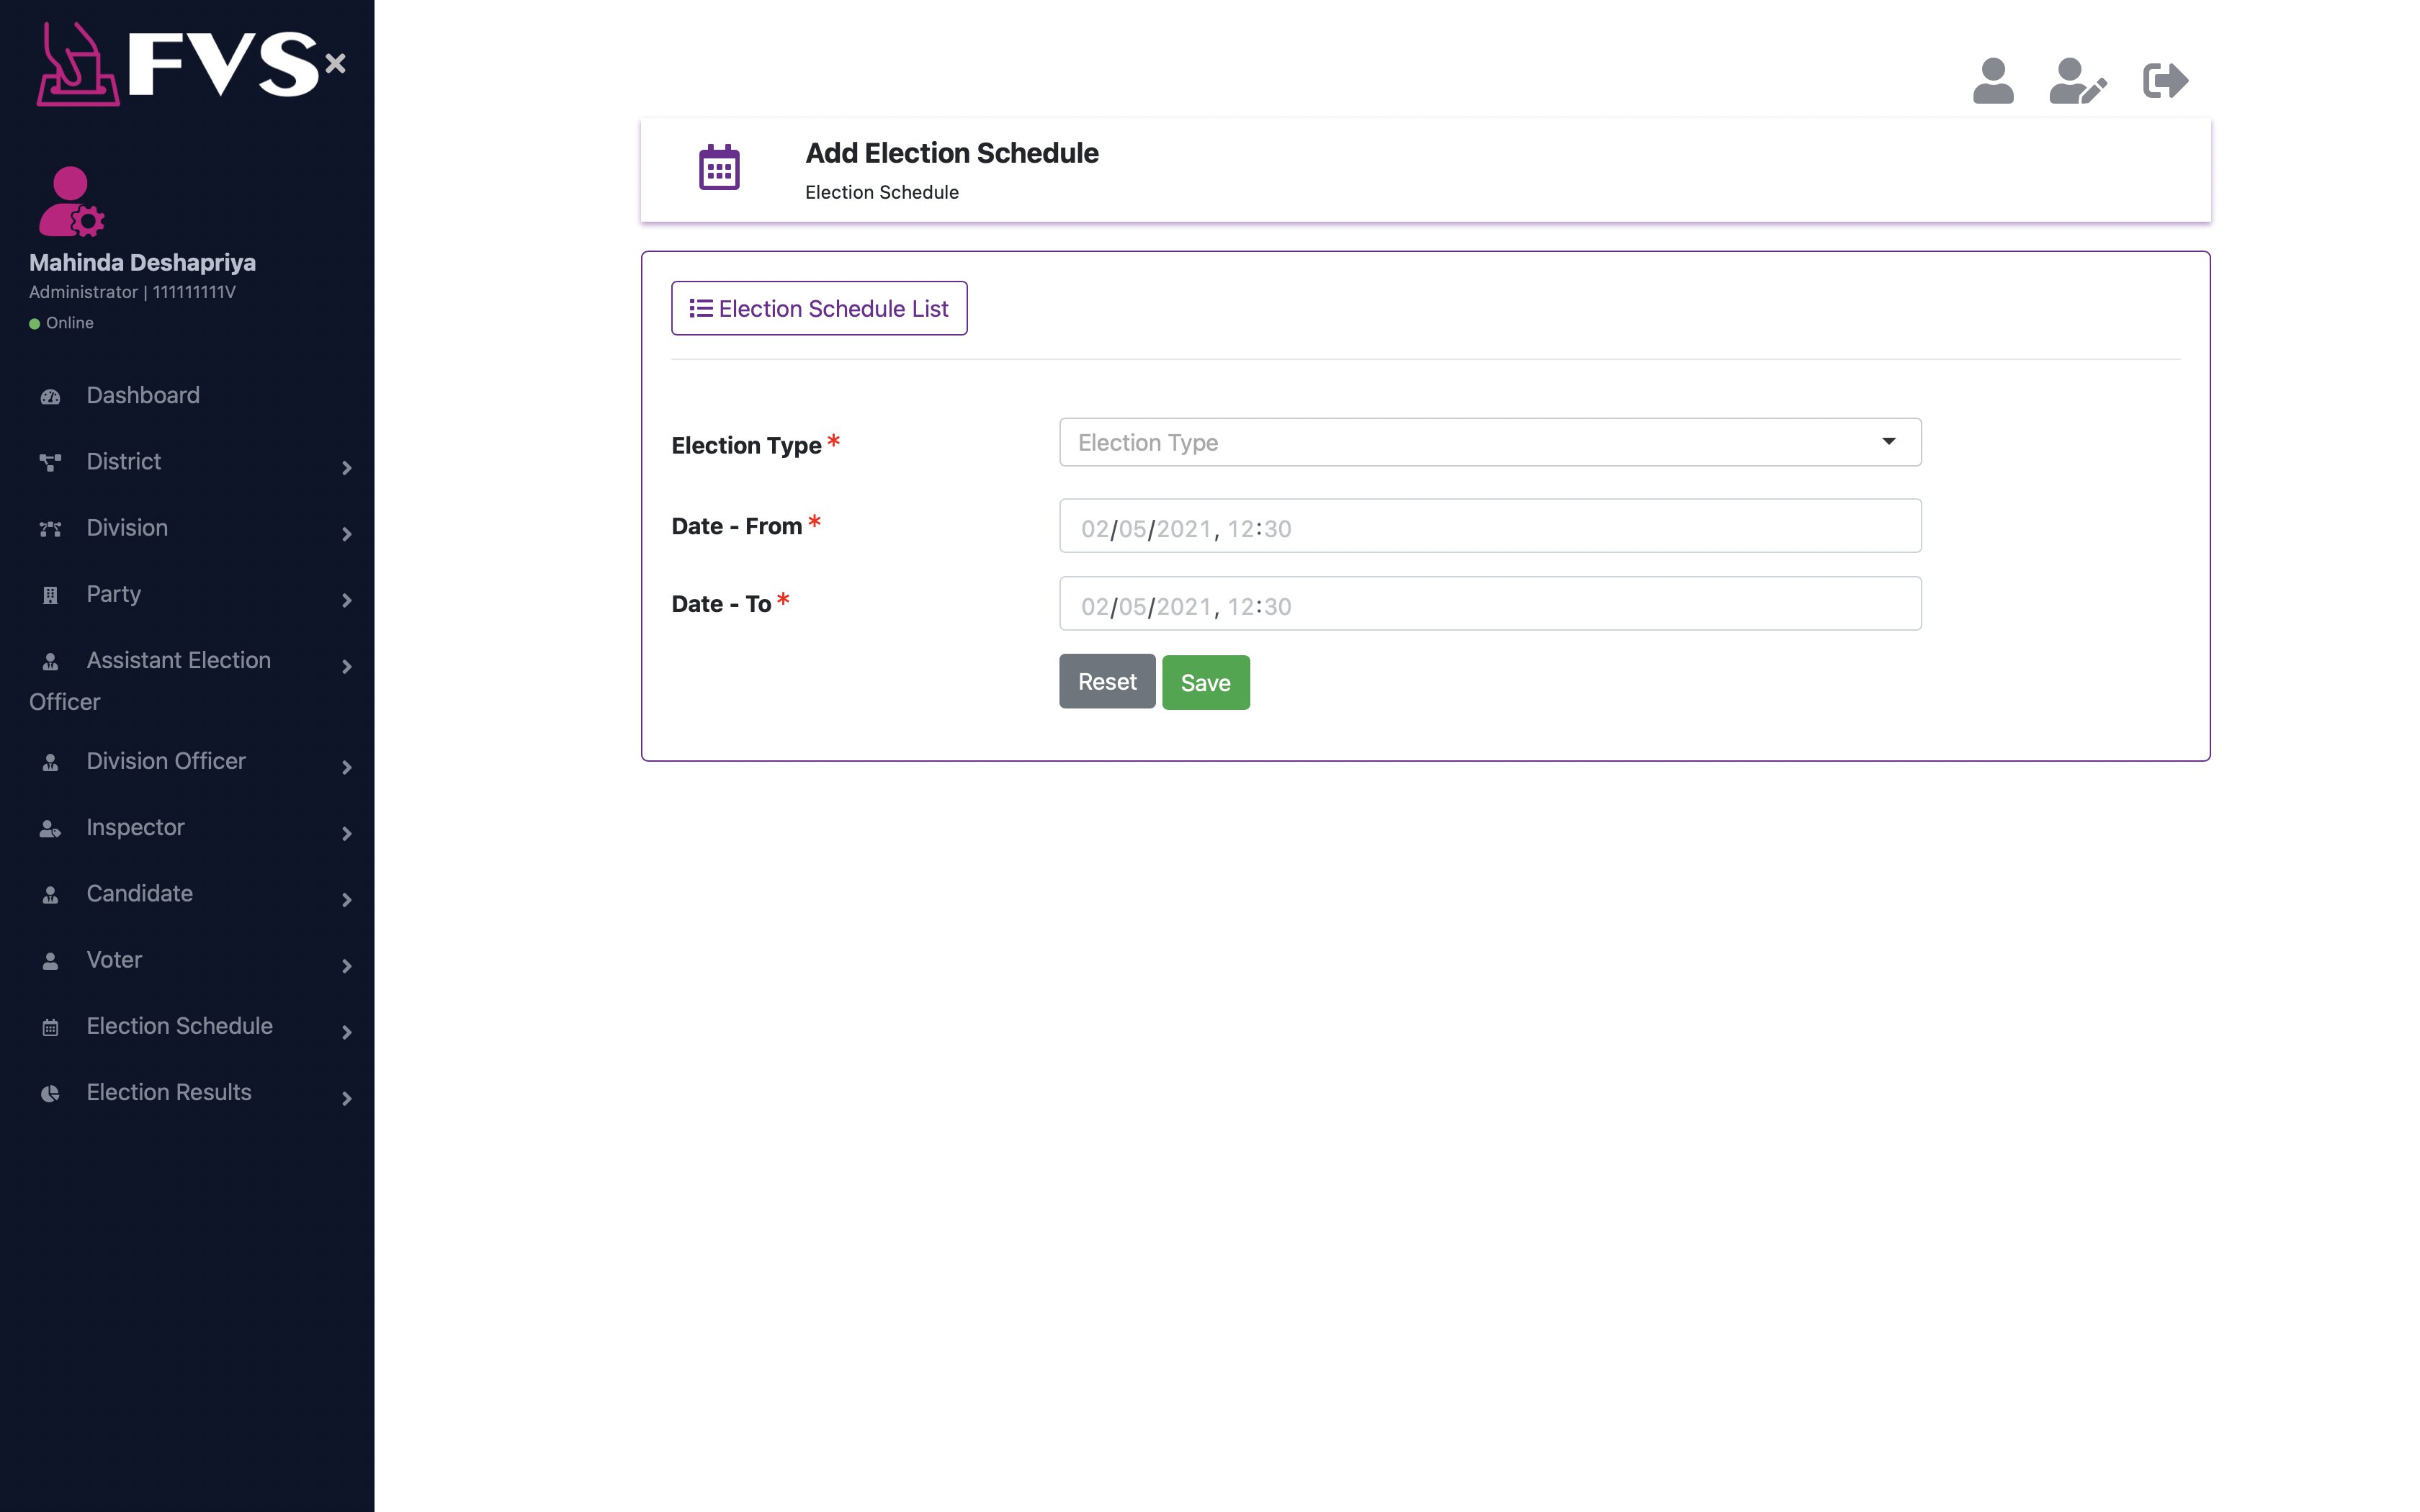 FVS
Mahinda Deshapriya
Administrator | 111111111V
Online
Dashboard
District
Division
Party
Assistant Election
Officer
Division Officer
Inspector
Candidate
Voter
Election Schedule
Election Results
Add Election Schedule
Election Schedule
Election Schedule List
Election Type *
Election Type
Date - From *
02/05/2021, 12:30
Date - To *
02/05/2021, 12:30
Reset
Save